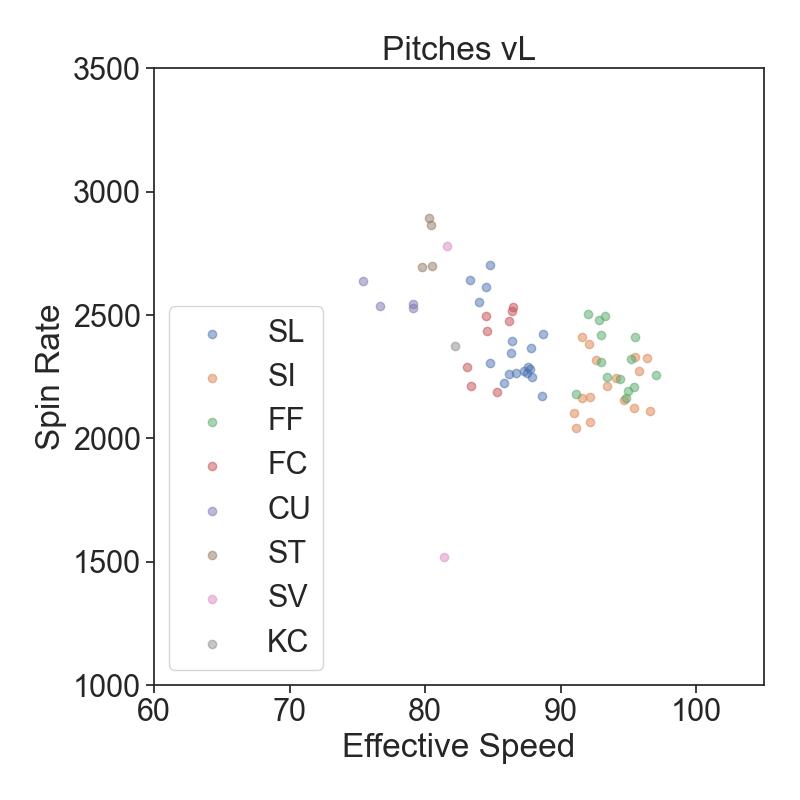 Pitches vL
3500
3000
2500
2000
1500
1000
Spin Rate
SL
SI
FF
FC
CU
ST
SV
KC
60 70 80 90 100
Effective Speed